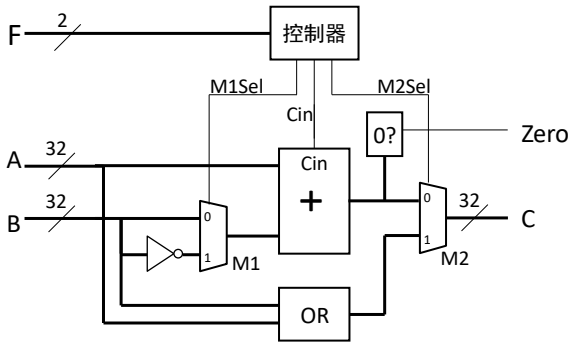 F
2
控制器
M1Sel
M2Sel
Cin
0?
Zero
A
32
Cin
+
B
32
0
1
M1
0
1
M2
32
C
OR